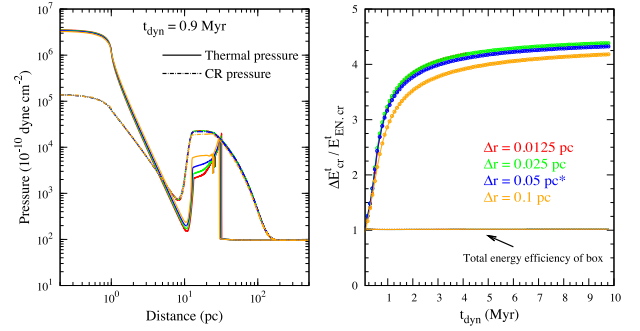 t_dyn = 0.9 Myr
Thermal pressure
CR pressure
Pressure (10^-10 dyne cm^-2)
10^7
10^6
10^5
10^4
10^3
10^2
10^1
10^0 10^1 10^2
Distance (pc)
ΔE^t_cr / E^t_EN, cr
5
4
3
2
1
0
Δr = 0.0125 pc
Δr = 0.025 pc
Δr = 0.05 pc*
Δr = 0.1 pc
Total energy efficiency of box
1 2 3 4 5 6 7 8 9 10
t_dyn (Myr)